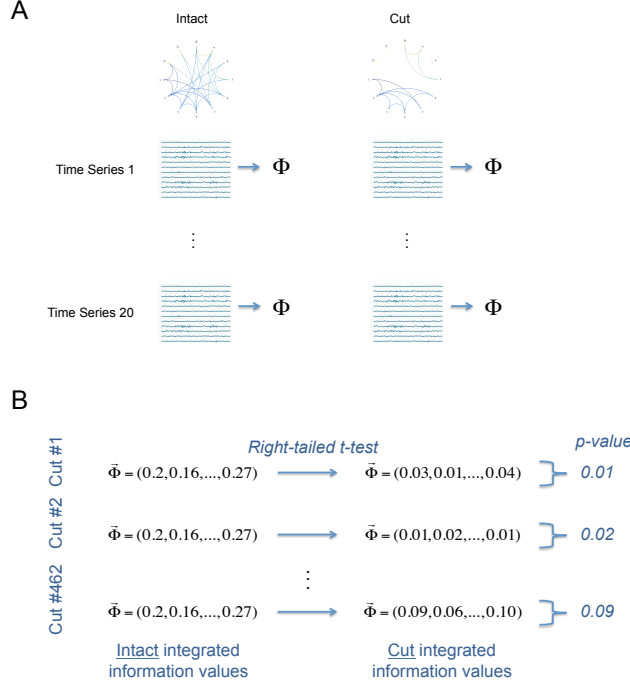 A
Intact Cut
Time Series 1 Φ Φ
⋮ ⋮
Time Series 20 Φ Φ
B
Right-tailed t-test p-value
Cut #1 Φ⃗ = (0.2, 0.16, ..., 0.27) Φ⃗ = (0.03, 0.01, ..., 0.04) 0.01
Cut #2 Φ⃗ = (0.2, 0.16, ..., 0.27) Φ⃗ = (0.01, 0.02, ..., 0.01) 0.02
⋮
Cut #462 Φ⃗ = (0.2, 0.16, ..., 0.27) Φ⃗ = (0.09, 0.06, ..., 0.10) 0.09
Intact integrated Cut integrated
information values information values